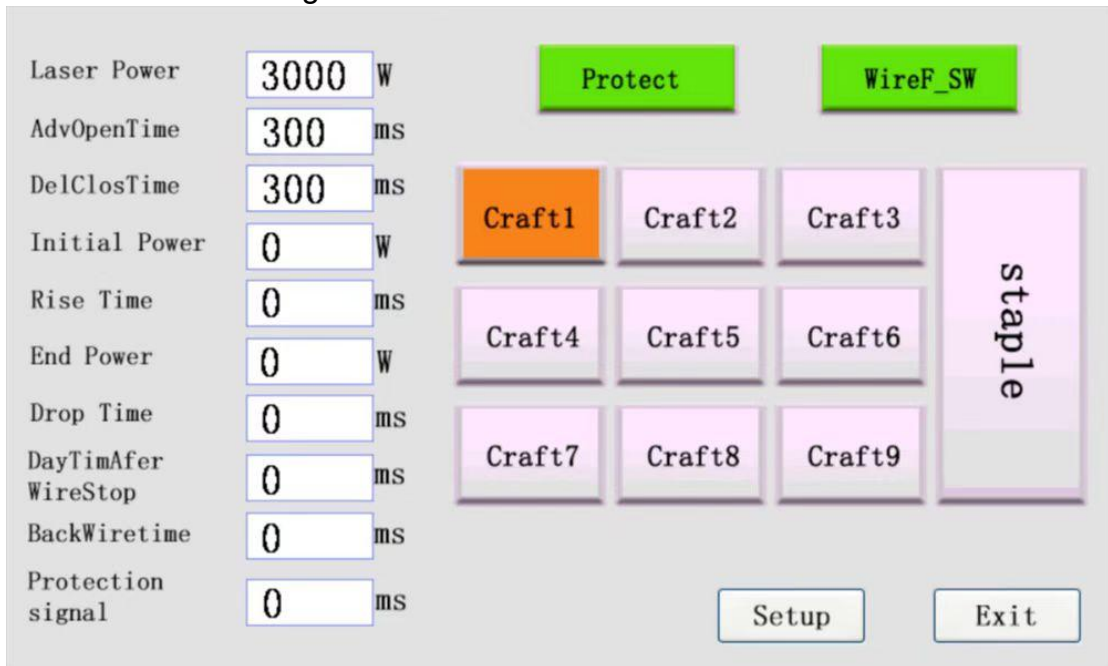 Laser Power 3000 W
AdvOpenTime 300 ms
DelClosTime 300 ms
Initial Power 0 W
Rise Time 0 ms
End Power 0 W
Drop Time 0 ms
DayTimAfer
WireStop 0 ms
BackWiretime 0 ms
Protection
signal 0 ms
Protect WireF_SW
Craft1 Craft2 Craft3
Craft4 Craft5 Craft6
Craft7 Craft8 Craft9
staple
Setup Exit